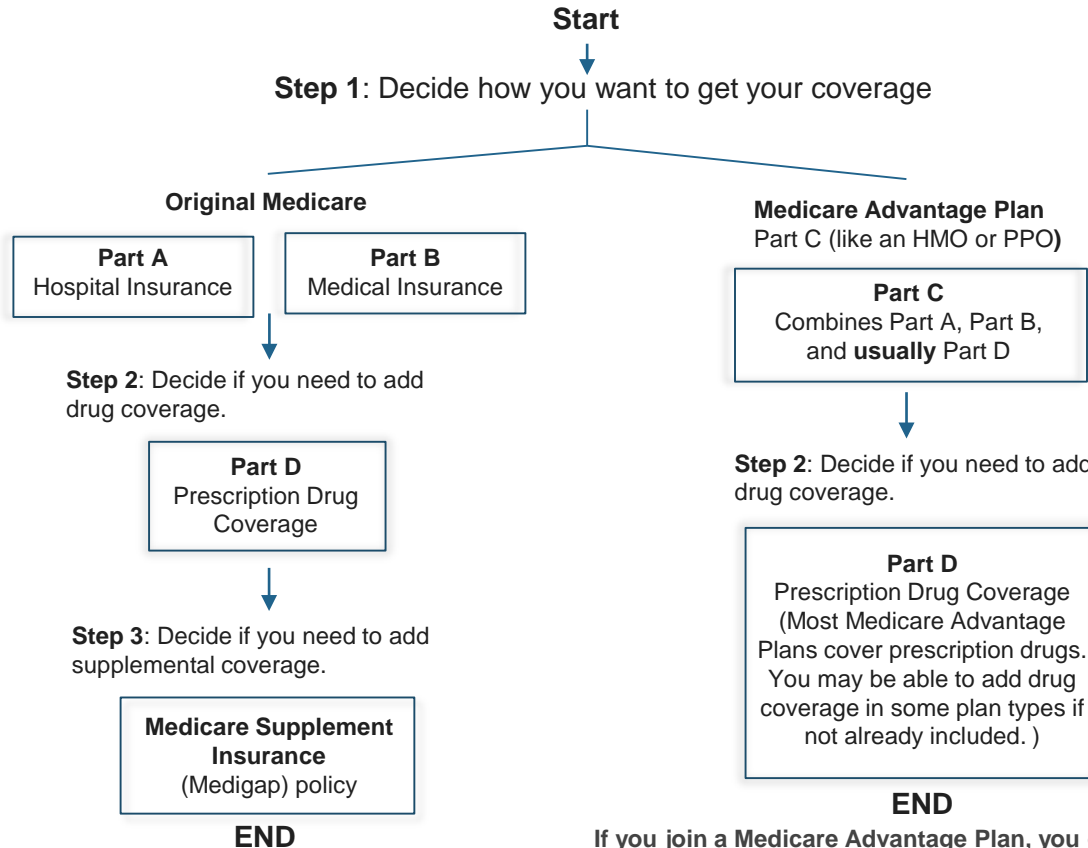 Start
Step 1: Decide how you want to get your coverage
Original Medicare
Part A
Hospital Insurance
Part B
Medical Insurance
Step 2: Decide if you need to add
drug coverage.
Part D
Prescription Drug
Coverage
Step 3: Decide if you need to add
supplemental coverage.
Medicare Supplement
Insurance
(Medigap) policy
END
Medicare Advantage Plan
Part C (like an HMO or PPO)
Part C
Combines Part A, Part B,
and usually Part D
Step 2: Decide if you need to add
drug coverage.
Part D
Prescription Drug Coverage
(Most Medicare Advantage
Plans cover prescription drugs.
You may be able to add drug
coverage in some plan types if
not already included. )
END
If you join a Medicare Advantage Plan, you